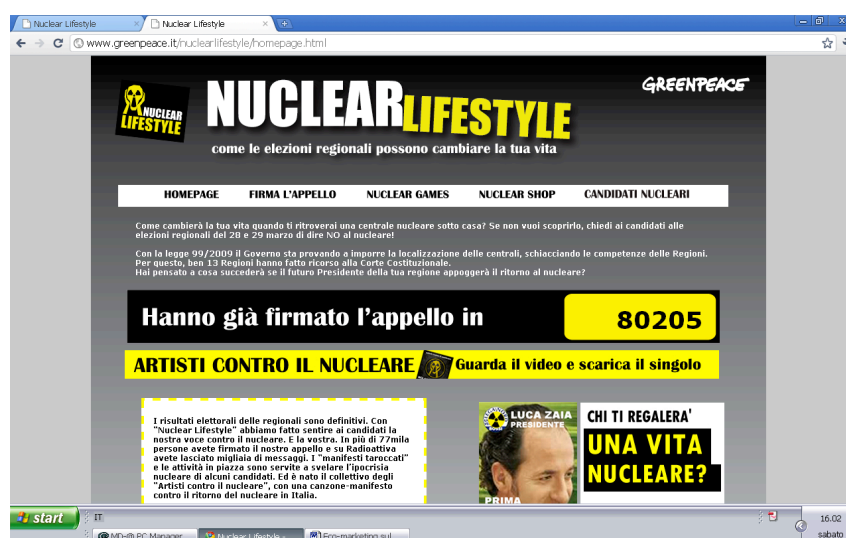 Nuclear Lifestyle
Nuclear Lifestyle
www.greenpeace.it/nuclearlifestyle/homepage.html
NUCLEAR
LIFESTYLE
NUCLEARLIFESTYLE
GREENPEACE
come le elezioni regionali possono cambiare la tua vita
HOMEPAGE FIRMA L'APPELLO NUCLEAR GAMES NUCLEAR SHOP CANDIDATI NUCLEARI
Come cambierà la tua vita quando ti ritroverai una centrale nucleare sotto casa? Se non vuoi scoprirlo, chiedi ai candidati alle
elezioni regionali del 28 e 29 marzo di dire NO al nucleare!
Con la legge 99/2009 il Governo sta provando a imporre la localizzazione delle centrali, schiacciando le competenze delle Regioni.
Per questo, ben 13 Regioni hanno fatto ricorso alla Corte Costituzionale.
Hai pensato a cosa succederà se il futuro Presidente della tua regione appoggerà il ritorno al nucleare?
Hanno già firmato l'appello in 80205
ARTISTI CONTRO IL NUCLEARE Guarda il video e scarica il singolo
I risultati elettorali delle regionali sono definitivi. Con
"Nuclear Lifestyle" abbiamo fatto sentire ai candidati la
nostra voce contro il nucleare. E la vostra. In più di 77mila
persone avete firmato il nostro appello e su Radioattiva
avete lasciato migliaia di messaggi. I "manifesti taroccati"
e le attività in piazza sono servite a svelare l'ipocrisia
nucleare di alcuni candidati. Ed è nato il collettivo degli
"Artisti contro il nucleare", con una canzone-manifesto
contro il ritorno del nucleare in Italia.
LUCA ZAIA
PRESIDENTE
PRIMA
CHI TI REGALERA'
UNA VITA
NUCLEARE?
start IT 16.02
MD-@ PC Manager Nuclear Lifestyle - Eco-marketing sul sabato